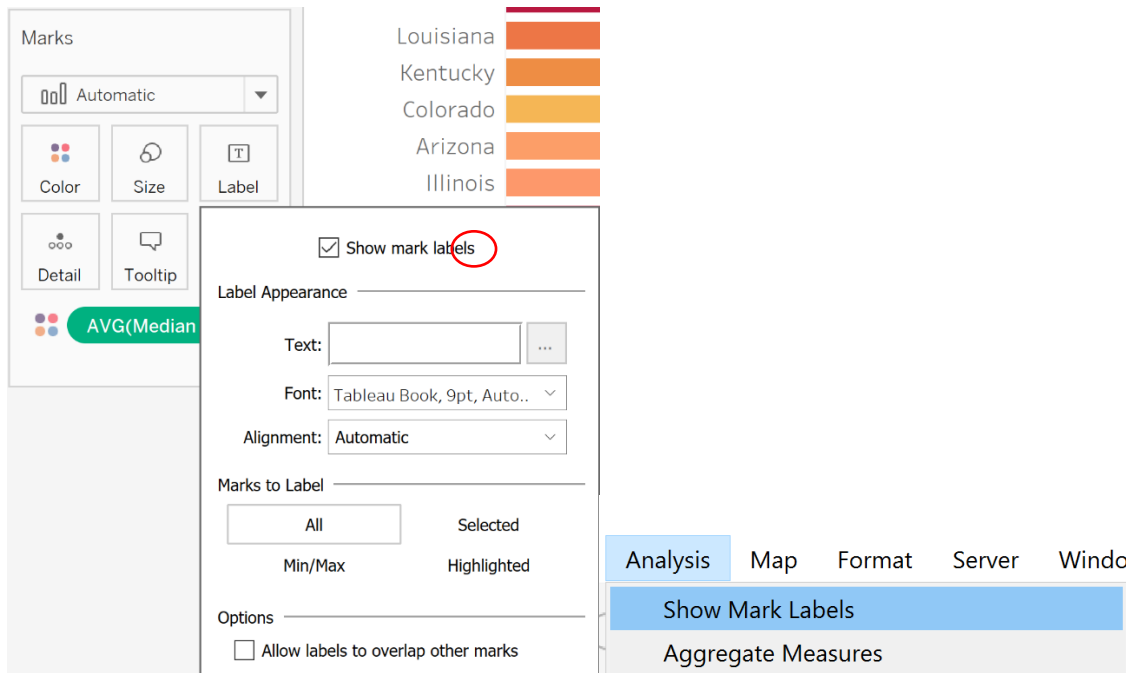 Marks
Automatic
Color Size Label
Detail Tooltip
AVG(Median
Louisiana
Kentucky
Colorado
Arizona
Illinois
Show mark labels
Label Appearance
Text: ...
Font: Tableau Book, 9pt, Auto..
Alignment: Automatic
Marks to Label
All Selected
Min/Max Highlighted
Options
Allow labels to overlap other marks
Analysis Map Format Server Windo
Show Mark Labels
Aggregate Measures